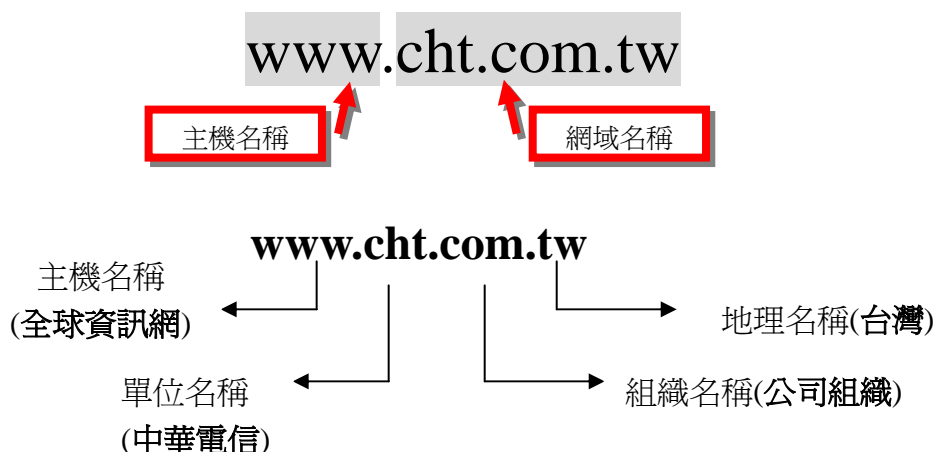 www.cht.com.tw
主機名稱
網域名稱
www.cht.com.tw
主機名稱
(全球資訊網)
地理名稱(台灣)
單位名稱
(中華電信)
組織名稱(公司組織)